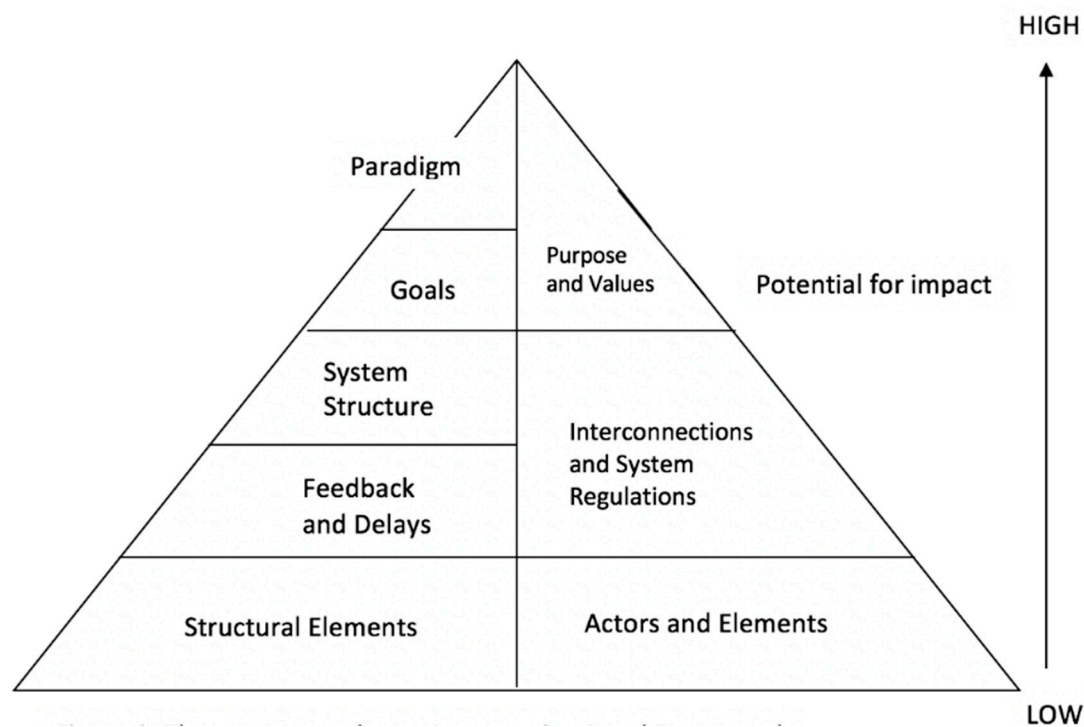 HIGH
Paradigm
Purpose
and Values
Goals
Potential for impact
System
Structure
Interconnections
and System
Regulations
Feedback
and Delays
Structural Elements
Actors and Elements
LOW